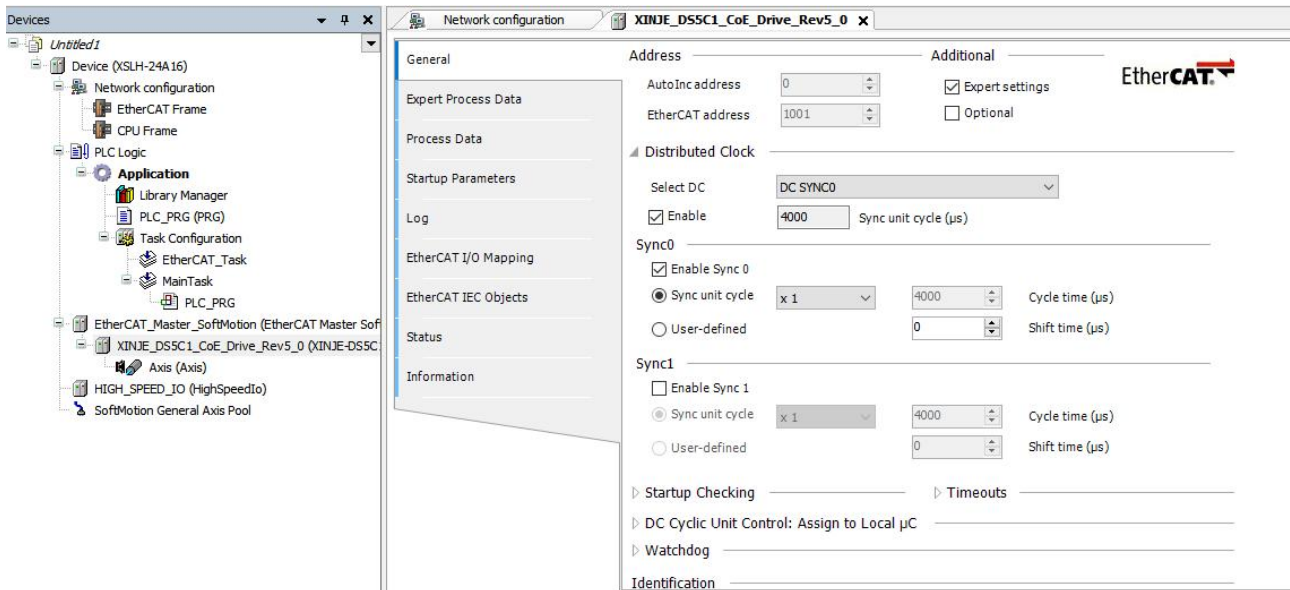 Devices
Untitled1
Device (XSLH-24A16)
Network configuration
EtherCAT Frame
CPU Frame
PLC Logic
Application
Library Manager
PLC_PRG (PRG)
Task Configuration
EtherCAT_Task
MainTask
PLC_PRG
EtherCAT_Master_SoftMotion (EtherCAT Master Sof
XINJE_DS5C1_CoE_Drive_Rev5_0 (XINJE-DS5C
Axis (Axis)
HIGH_SPEED_IO (HighSpeedIo)
SoftMotion General Axis Pool
Network configuration
XINJE_DS5C1_CoE_Drive_Rev5_0
General
Expert Process Data
Process Data
Startup Parameters
Log
EtherCAT I/O Mapping
EtherCAT IEC Objects
Status
Information
Address
Additional
EtherCAT
AutoInc address 0
Expert settings
EtherCAT address 1001
Optional
Distributed Clock
Select DC DC SYNC0
Enable 4000 Sync unit cycle (µs)
Sync0
Enable Sync 0
Sync unit cycle x 1 4000 Cycle time (µs)
User-defined 0 Shift time (µs)
Sync1
Enable Sync 1
Sync unit cycle x 1 4000 Cycle time (µs)
User-defined 0 Shift time (µs)
Startup Checking
Timeouts
DC Cyclic Unit Control: Assign to Local µC
Watchdog
Identification